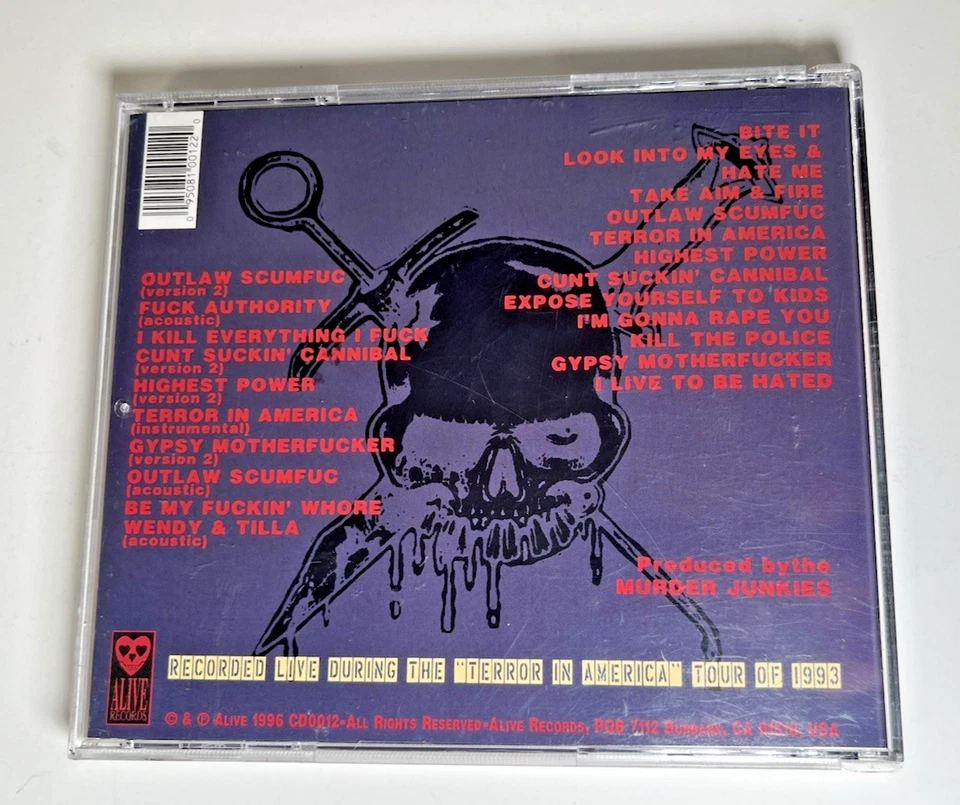 0 95081 00122 0
BITE IT
LOOK INTO MY EYES &
HATE ME
TAKE AIM & FIRE
OUTLAW SCUMFUC
TERROR IN AMERICA
HIGHEST POWER
CUNT SUCKIN' CANNIBAL
EXPOSE YOURSELF TO KIDS
I'M GONNA RAPE YOU
KILL THE POLICE
GYPSY MOTHERFUCKER
I LIVE TO BE HATED
OUTLAW SCUMFUC
(version 2)
FUCK AUTHORITY
(acoustic)
I KILL EVERYTHING I FUCK
CUNT SUCKIN' CANNIBAL
(version 2)
HIGHEST POWER
(version 2)
TERROR IN AMERICA
(instrumental)
GYPSY MOTHERFUCKER
(version 2)
OUTLAW SCUMFUC
(acoustic)
BE MY FUCKIN' WHORE
WENDY & TILLA
(acoustic)
Produced bythe
MURDER JUNKIES
RECORDED LIVE DURING THE "TERROR IN AMERICA" TOUR OF 1993
ALIVE
RECORDS
© & ℗ ALIVE 1996 CD0012-ALL RIGHTS RESERVED-ALIVE RECORDS, POB 7112 BURBANK, CA USA